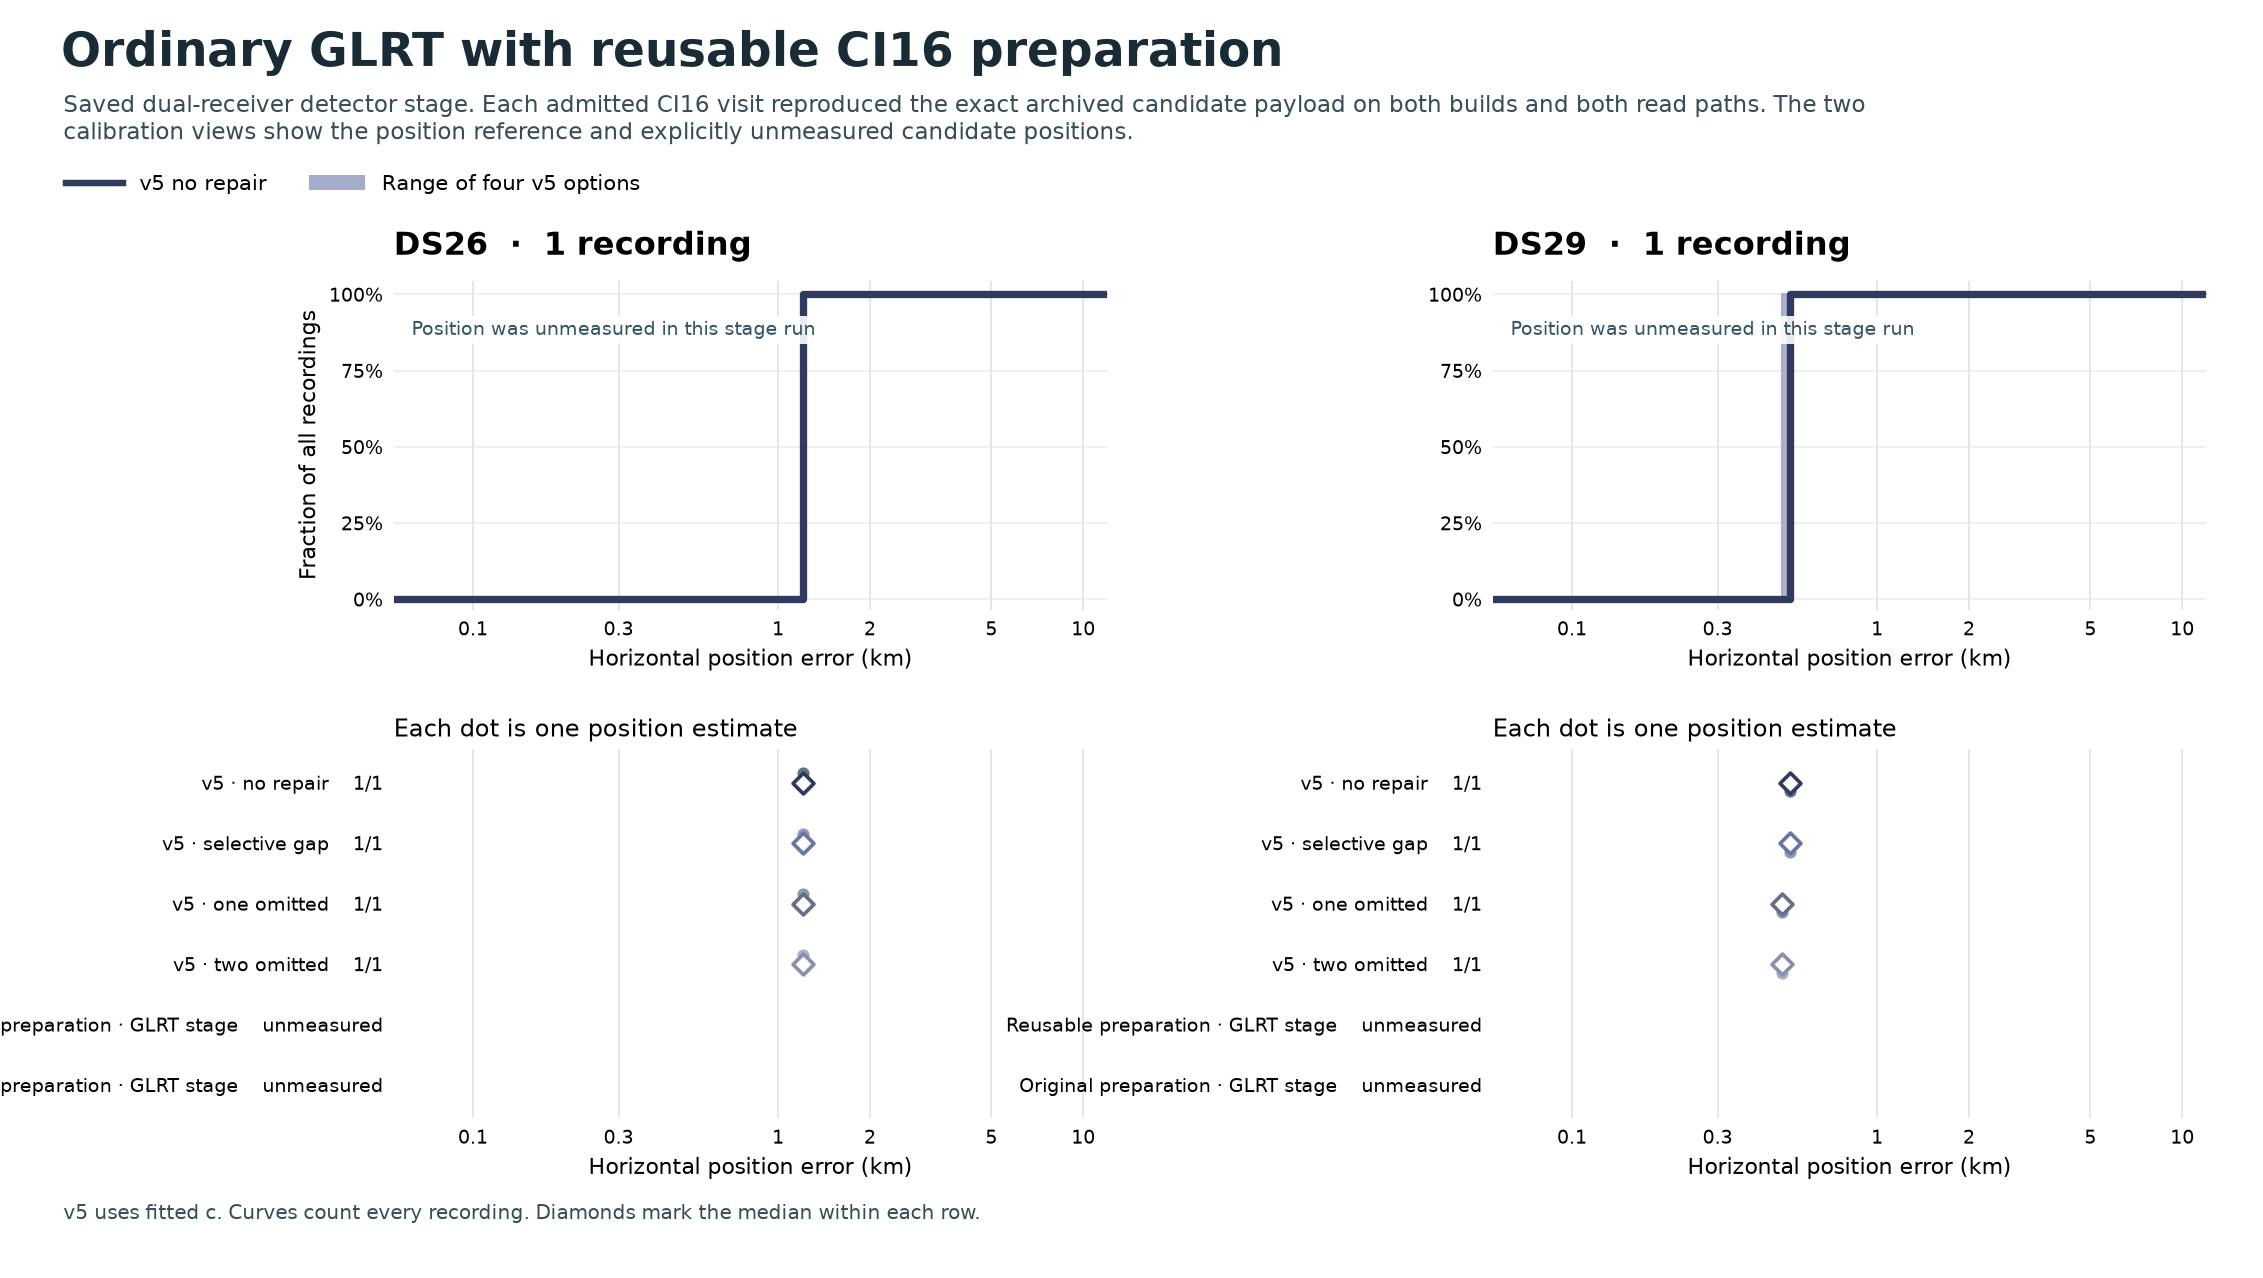 Ordinary GLRT with reusable CI16 preparation
Saved dual-receiver detector stage. Each admitted CI16 visit reproduced the exact archived candidate payload on both builds and both read paths. The two
calibration views show the position reference and explicitly unmeasured candidate positions.
v5 no repair
Range of four v5 options
DS26 · 1 recording
Fraction of all recordings
100%
75%
50%
25%
0%
Position was unmeasured in this stage run
0.1 0.3 1 2 5 10
Horizontal position error (km)
DS29 · 1 recording
100%
75%
50%
25%
0%
Position was unmeasured in this stage run
0.1 0.3 1 2 5 10
Horizontal position error (km)
Each dot is one position estimate
v5 · no repair 1/1
v5 · selective gap 1/1
v5 · one omitted 1/1
v5 · two omitted 1/1
preparation · GLRT stage unmeasured
preparation · GLRT stage unmeasured
0.1 0.3 1 2 5 10
Horizontal position error (km)
Each dot is one position estimate
v5 · no repair 1/1
v5 · selective gap 1/1
v5 · one omitted 1/1
v5 · two omitted 1/1
Reusable preparation · GLRT stage unmeasured
Original preparation · GLRT stage unmeasured
0.1 0.3 1 2 5 10
Horizontal position error (km)
v5 uses fitted c. Curves count every recording. Diamonds mark the median within each row.